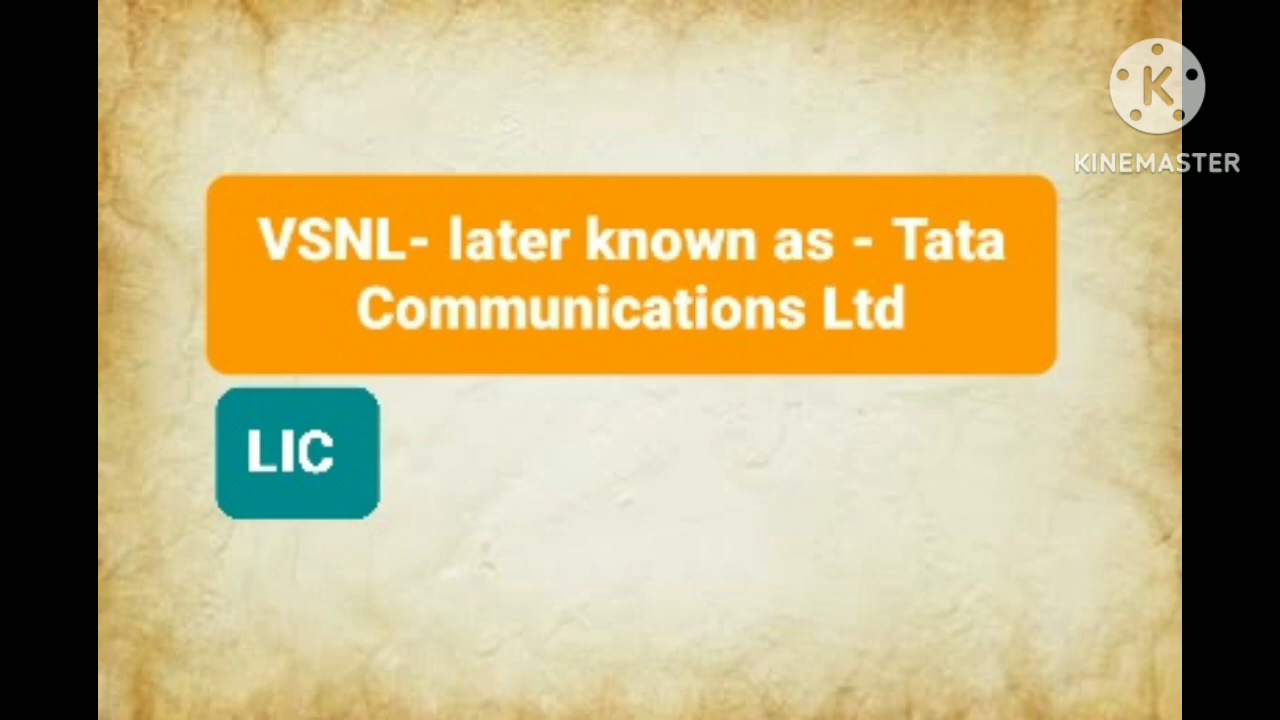 K
KINEMASTER
VSNL- later known as - Tata
Communications Ltd
LIC